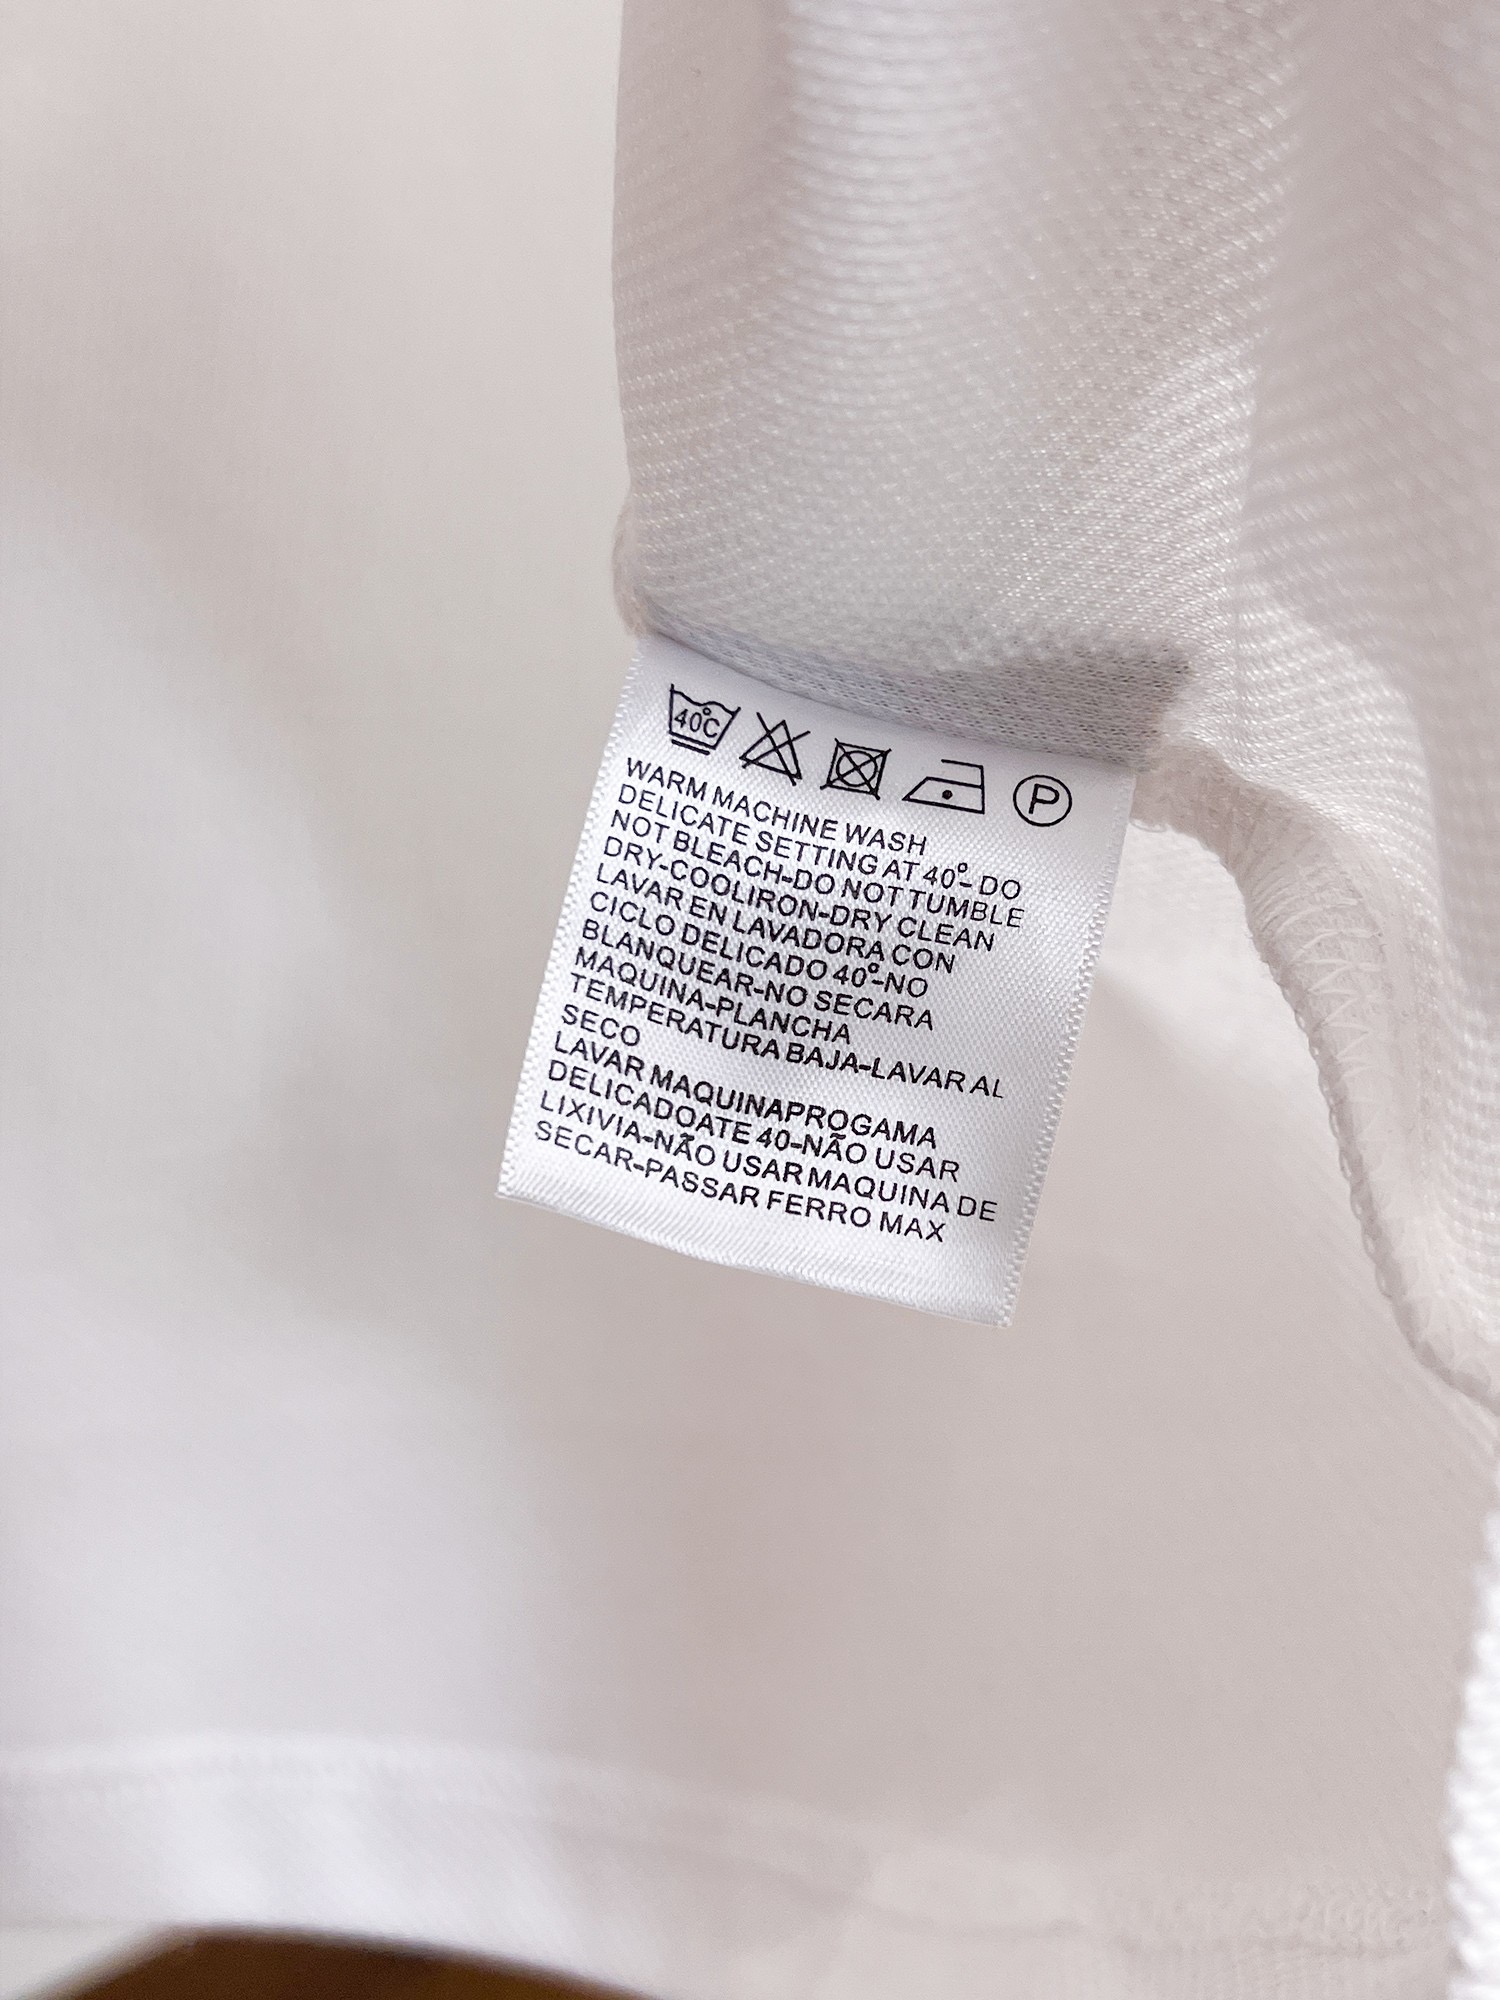 40°C
P
WARM MACHINE WASH
DELICATE SETTING AT 40°-DO
NOT BLEACH-DO NOT TUMBLE
DRY-COOLIRON-DRY CLEAN
LAVAR EN LAVADORA CON
CICLO DELICADO 40°-NO
BLANQUEAR-NO SECARA
MAQUINA-PLANCHA
TEMPERATURA BAJA-LAVAR AL
SECO
LAVAR MAQUINAPROGAMA
DELICADOATE 40-NÃO USAR
LIXIVIA-NÃO USAR MAQUINA DE
SECAR-PASSAR FERRO MAX